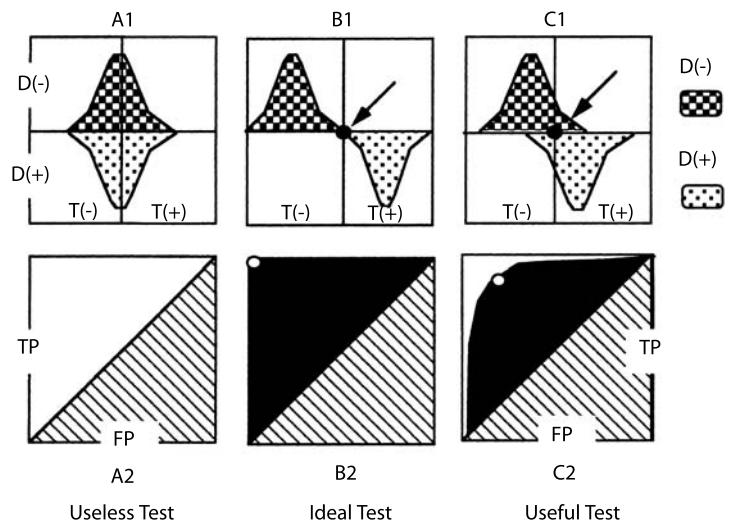 A1 B1 C1
D(-)
D(-)
D(+)
D(+)
T(-) T(+) T(-) T(+) T(-) T(+)
TP
TP
FP
FP
A2 B2 C2
Useless Test Ideal Test Useful Test